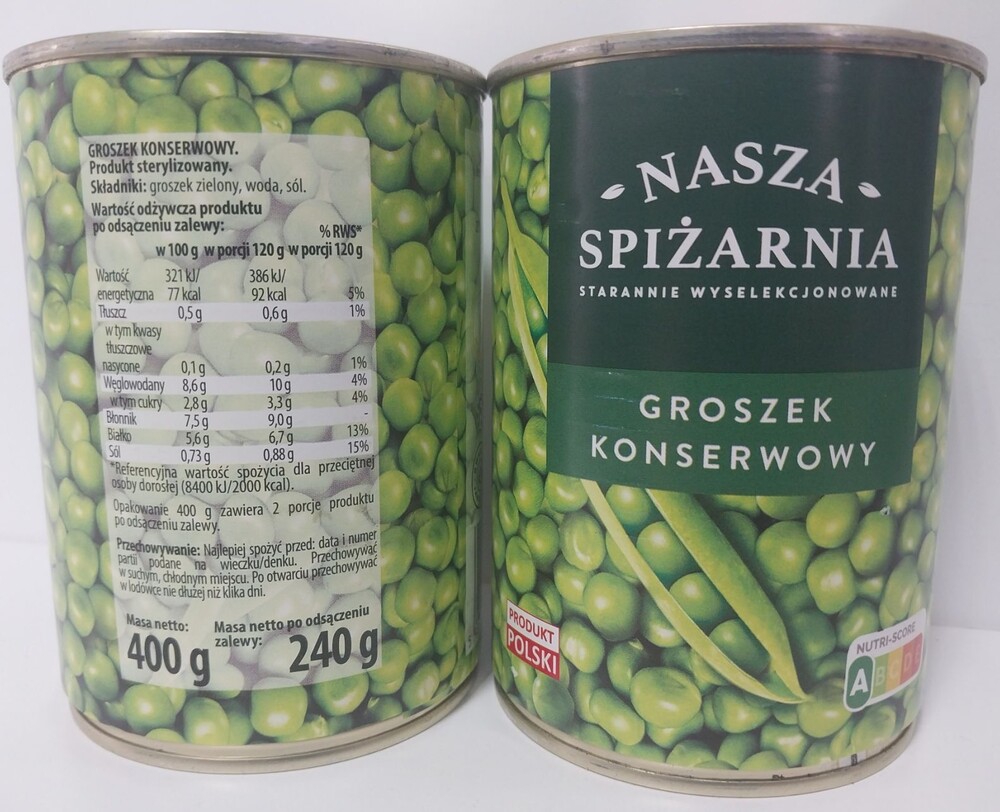 GROSZEK KONSERWOWY.
Produkt sterylizowany.
Składniki: groszek zielony, woda, sól.
Wartość odżywcza produktu
po odsączeniu zalewy:
% RWS*
w 100 g w porcji 120 g w porcji 120 g
Wartość 321 kJ/ 386 kJ/
energetyczna 77 kcal 92 kcal 5%
Tłuszcz 0,5 g 0,6 g 1%
w tym kwasy
tłuszczowe
nasycone 0,1 g 0,2 g 1%
Węglowodany 8,6 g 10 g 4%
w tym cukry 2,8 g 3,3 g 4%
Błonnik 7,5 g 9,0 g -
Białko 5,6 g 6,7 g 13%
Sól 0,73 g 0,88 g 15%
*Referencyjna wartość spożycia dla przeciętnej
osoby dorosłej (8400 kJ/2000 kcal).
Opakowanie 400 g zawiera 2 porcje produktu
po odsączeniu zalewy.
Przechowywanie: Najlepiej spożyć przed: data i numer
partii podane na wieczku/denku. Przechowywać
w suchym, chłodnym miejscu. Po otwarciu przechowywać
w lodówce nie dłużej niż klika dni.
Masa netto:
400 g
Masa netto po odsączeniu
zalewy:
240 g
NASZA
SPIŻARNIA
STARANNIE WYSELEKCJONOWANE
GROSZEK
KONSERWOWY
PRODUKT
POLSKI
NUTRI-SCORE
A B C D E